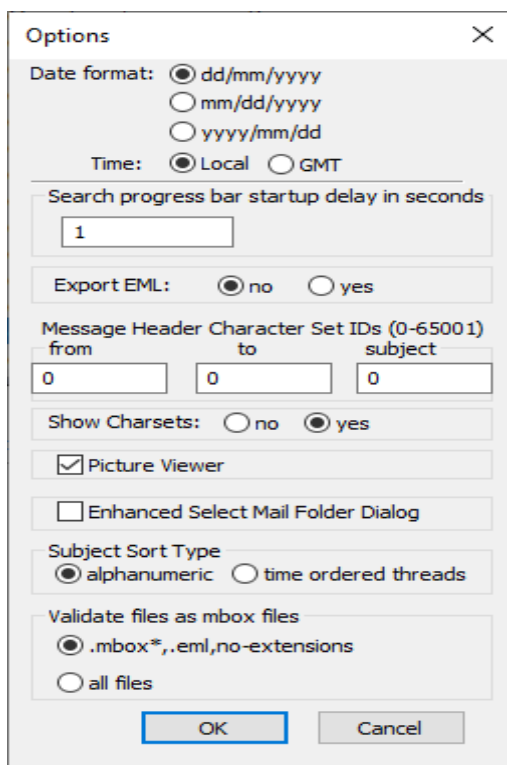 Options
Date format: dd/mm/yyyy
mm/dd/yyyy
yyyy/mm/dd
Time: Local GMT
Search progress bar startup delay in seconds
1
Export EML: no yes
Message Header Character Set IDs (0-65001)
from to subject
0 0 0
Show Charsets: no yes
Picture Viewer
Enhanced Select Mail Folder Dialog
Subject Sort Type
alphanumeric time ordered threads
Validate files as mbox files
.mbox*,.eml,no-extensions
all files
OK Cancel